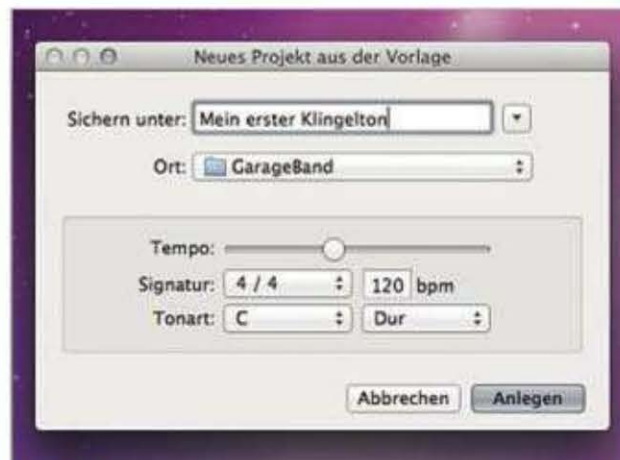 Neues Projekt aus der Vorlage
Sichern unter: Mein erster Klingelton
Ort: GarageBand
Tempo:
Signatur: 4 / 4 120 bpm
Tonart: C Dur
Abbrechen Anlegen